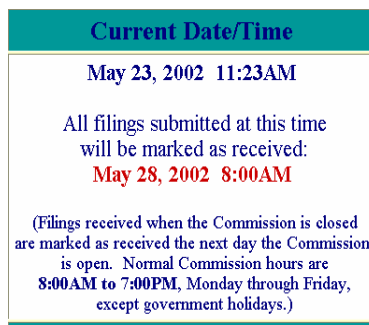 Current Date/Time
May 23, 2002 11:23AM
All filings submitted at this time
will be marked as received:
May 28, 2002 8:00AM
(Filings received when the Commission is closed
are marked as received the next day the Commission
is open. Normal Commission hours are
8:00AM to 7:00PM, Monday through Friday,
except government holidays.)